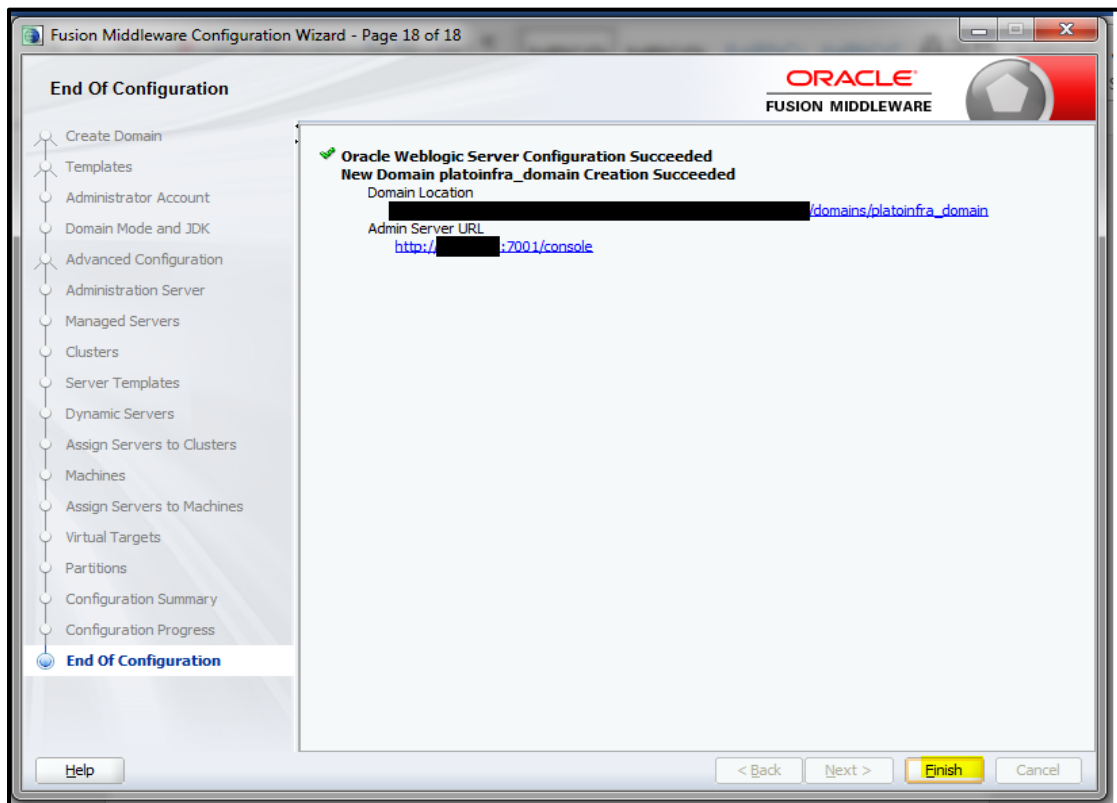 Fusion Middleware Configuration Wizard - Page 18 of 18
End Of Configuration
ORACLE
FUSION MIDDLEWARE
Create Domain
Templates
Administrator Account
Domain Mode and JDK
Advanced Configuration
Administration Server
Managed Servers
Clusters
Server Templates
Dynamic Servers
Assign Servers to Clusters
Machines
Assign Servers to Machines
Virtual Targets
Partitions
Configuration Summary
Configuration Progress
End Of Configuration
Oracle Weblogic Server Configuration Succeeded
New Domain platoinfra_domain Creation Succeeded
Domain Location
/domains/platoinfra_domain
Admin Server URL
http:// :7001/console
Help
< Back Next > Finish Cancel